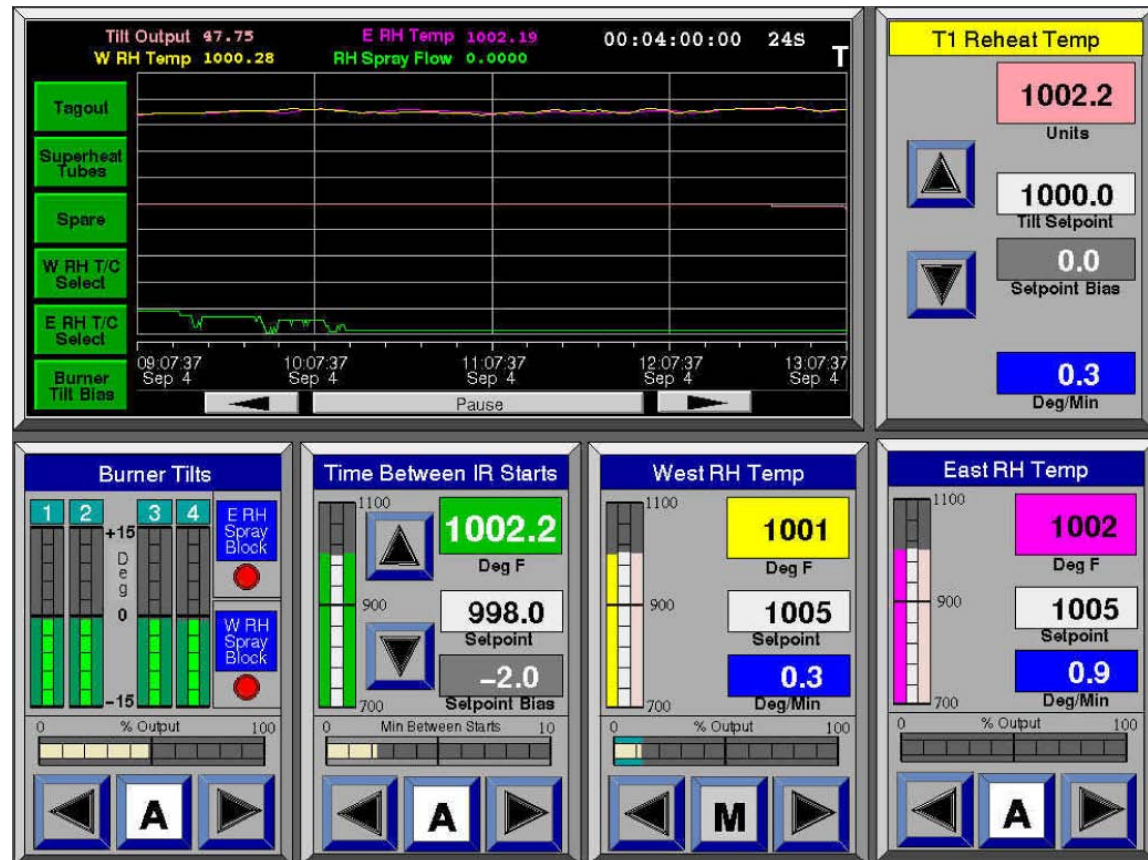 Tilt Output 47.75 E RH Temp 1002.19 00:04:00:00 24S
W RH Temp 1000.28 RH Spray Flow 0.0000 T
Tagout
Superheat
Tubes
Spare
W RH T/C
Select
E RH T/C
Select
Burner
Tilt Bias
09:07:37 10:07:37 11:07:37 12:07:37 13:07:37
Sep 4 Sep 4 Sep 4 Sep 4 Sep 4
Pause
T1 Reheat Temp
1002.2
Units
1000.0
Tilt Setpoint
0.0
Setpoint Bias
0.3
Deg/Min
Burner Tilts
1 2 3 4
+15
Deg
0
-15
E RH
Spray
Block
W RH
Spray
Block
0 % Output 100
A
Time Between IR Starts
1100
900
700
1002.2
Deg F
998.0
Setpoint
-2.0
Setpoint Bias
0 Min Between Starts 10
A
West RH Temp
1100
900
700
1001
Deg F
1005
Setpoint
0.3
Deg/Min
0 % Output 100
M
East RH Temp
1100
900
700
1002
Deg F
1005
Setpoint
0.9
Deg/Min
0 % Output 100
A